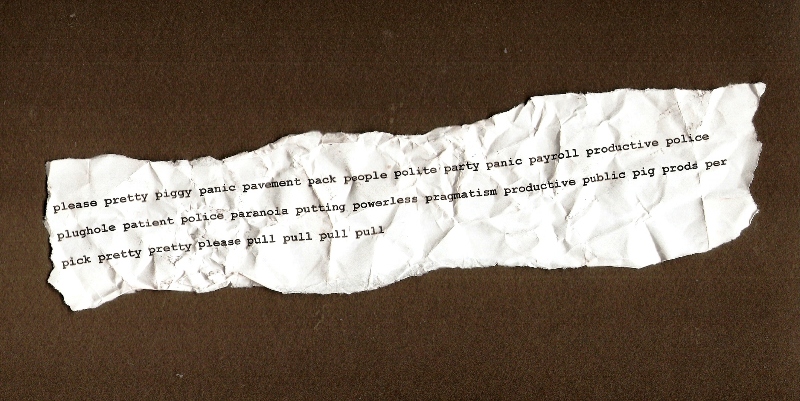 please pretty piggy panic pavement pack people polite party panic payroll productive police
plughole patient police paranoia putting powerless pragmatism productive public pig prods per
pick pretty pretty please pull pull pull pull